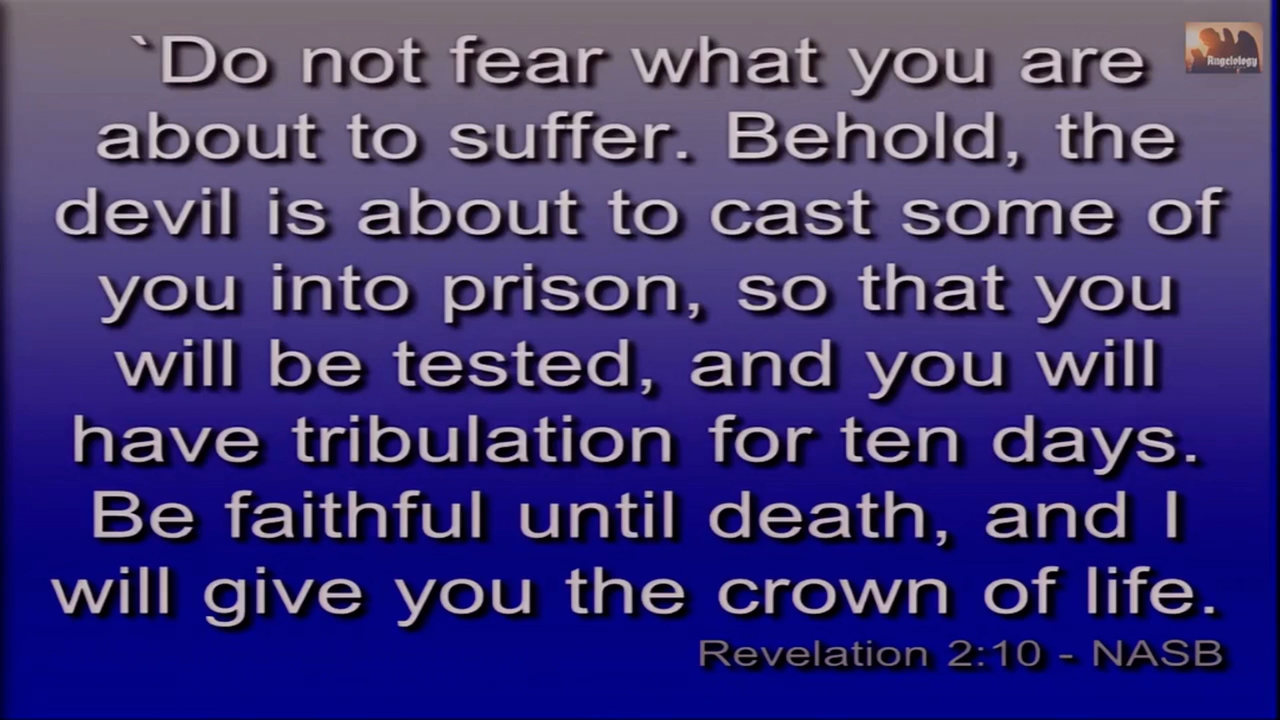 `Do not fear what you are
about to suffer. Behold, the
devil is about to cast some of
you into prison, so that you
will be tested, and you will
have tribulation for ten days.
Be faithful until death, and I
will give you the crown of life.
Revelation 2:10 - NASB
Angelology